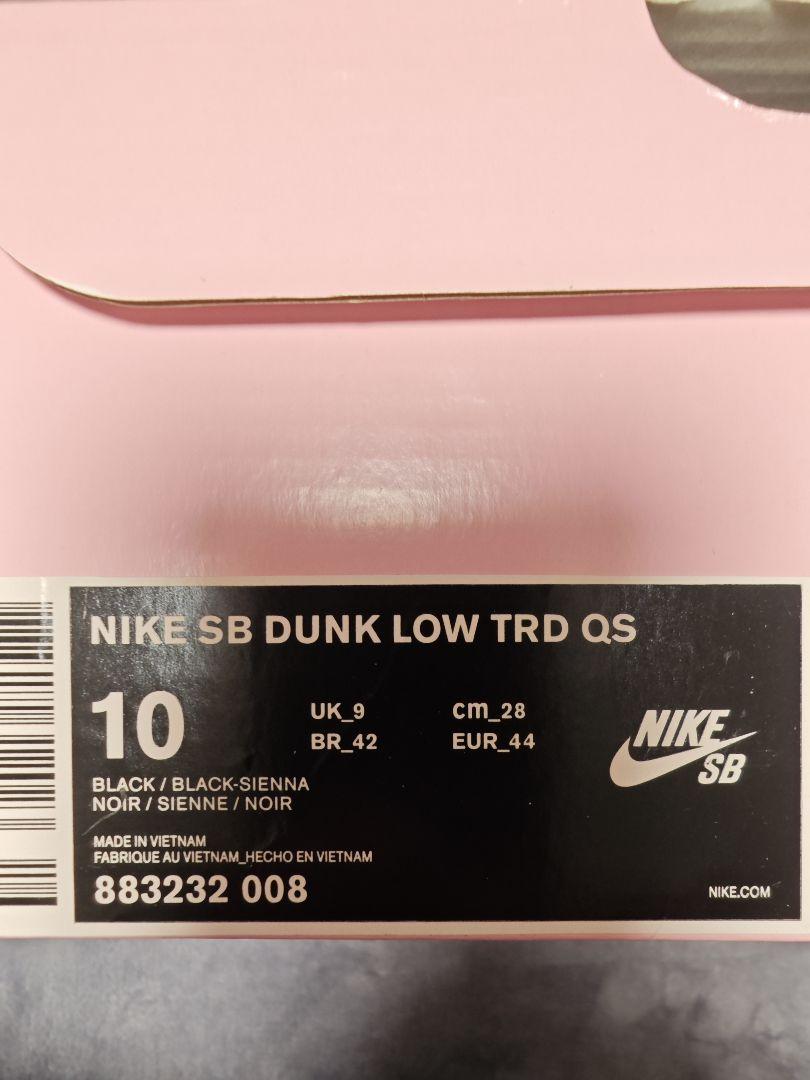 NIKE SB DUNK LOW TRD QS
10
UK_9 cm_28
BR_42 EUR_44
NIKE
SB
BLACK / BLACK-SIENNA
NOIR / SIENNE / NOIR
MADE IN VIETNAM
FABRIQUE AU VIETNAM_HECHO EN VIETNAM
883232 008
NIKE.COM